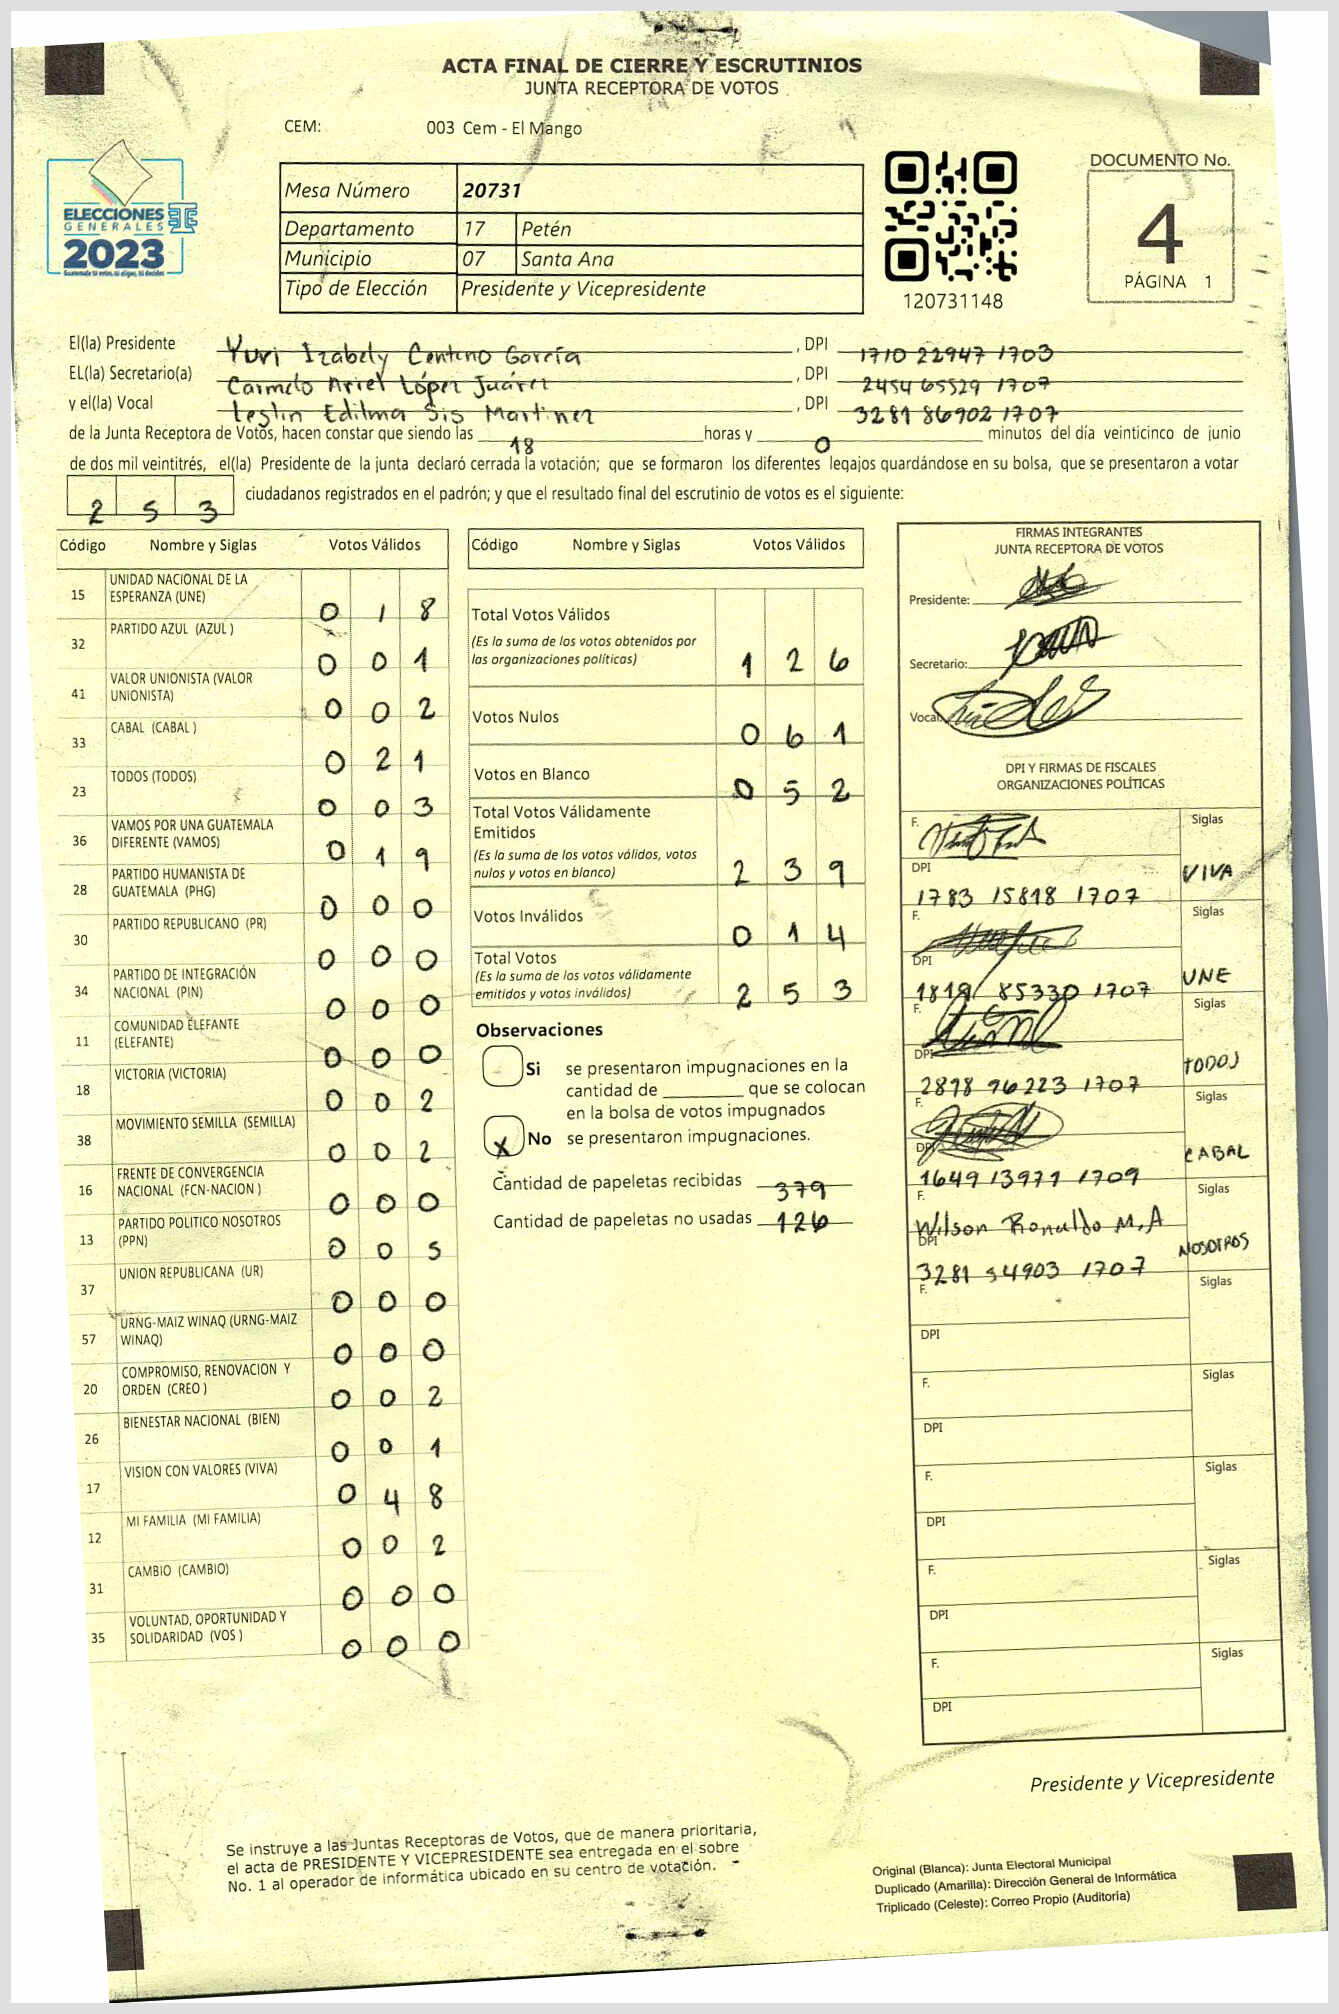 ACTA FINAL DE CIERRE Y ESCRUTINIOS
JUNTA RECEPTORA DE VOTOS
CEM: 003 Cem - El Mango
ELECCIONES
GENERALES
2023
Guatemala tú votas, tú eliges, tú decides
Mesa Número 20731
Departamento 17 Petén
Municipio 07 Santa Ana
Tipo de Elección Presidente y Vicepresidente
120731148
DOCUMENTO No.
4
PÁGINA 1
El(la) Presidente Yuri Izabely Centeno García , DPI 1710 22947 1703
EL(la) Secretario(a) Carmelo Ariel López Juárez , DPI 2454 65529 1707
y el(la) Vocal Leslin Edilma Sis Martinez , DPI 3281 86902 1707
de la Junta Receptora de Votos, hacen constar que siendo las 18 horas y 0 minutos del día veinticinco de junio
de dos mil veintitrés, el(la) Presidente de la junta declaró cerrada la votación; que se formaron los diferentes legajos quardándose en su bolsa, que se presentaron a votar
253 ciudadanos registrados en el padrón; y que el resultado final del escrutinio de votos es el siguiente:
Código Nombre y Siglas Votos Válidos
15 UNIDAD NACIONAL DE LA ESPERANZA (UNE) 0 1 8
32 PARTIDO AZUL (AZUL ) 0 0 1
41 VALOR UNIONISTA (VALOR UNIONISTA) 0 0 2
33 CABAL (CABAL ) 0 2 1
23 TODOS (TODOS) 0 0 3
36 VAMOS POR UNA GUATEMALA DIFERENTE (VAMOS) 0 1 9
28 PARTIDO HUMANISTA DE GUATEMALA (PHG) 0 0 0
30 PARTIDO REPUBLICANO (PR) 0 0 0
34 PARTIDO DE INTEGRACIÓN NACIONAL (PIN) 0 0 0
11 COMUNIDAD ELEFANTE (ELEFANTE) 0 0 0
18 VICTORIA (VICTORIA) 0 0 2
38 MOVIMIENTO SEMILLA (SEMILLA) 0 0 2
16 FRENTE DE CONVERGENCIA NACIONAL (FCN-NACION ) 0 0 0
13 PARTIDO POLITICO NOSOTROS (PPN) 0 0 5
37 UNION REPUBLICANA (UR) 0 0 0
57 URNG-MAIZ WINAQ (URNG-MAIZ WINAQ) 0 0 0
20 COMPROMISO, RENOVACION Y ORDEN (CREO ) 0 0 2
26 BIENESTAR NACIONAL (BIEN) 0 0 1
17 VISION CON VALORES (VIVA) 0 4 8
12 MI FAMILIA (MI FAMILIA) 0 0 2
31 CAMBIO (CAMBIO) 0 0 0
35 VOLUNTAD, OPORTUNIDAD Y SOLIDARIDAD (VOS ) 0 0 0
Código Nombre y Siglas Votos Válidos
Total Votos Válidos 1 2 6
(Es la suma de los votos obtenidos por
las organizaciones políticas)
Votos Nulos 0 6 1
Votos en Blanco 0 5 2
Total Votos Válidamente
Emitidos
(Es la suma de los votos válidos, votos
nulos y votos en blanco) 2 3 9
Votos Inválidos 0 1 4
Total Votos
(Es la suma de los votos válidamente
emitidos y votos inválidos) 2 5 3
Observaciones
Si se presentaron impugnaciones en la
cantidad de ________ que se colocan
en la bolsa de votos impugnados
X No se presentaron impugnaciones.
Cantidad de papeletas recibidas 379
Cantidad de papeletas no usadas 126
FIRMAS INTEGRANTES
JUNTA RECEPTORA DE VOTOS
Presidente:
Secretario:
Vocal:
DPI Y FIRMAS DE FISCALES
ORGANIZACIONES POLÍTICAS
F. Siglas
DPI VIVA
1783 15818 1707
F. Siglas
DPI UNE
1819 85330 1707
F. Siglas
DPI TODOS
2898 96223 1707
F. Siglas
DPI CABAL
1649 13971 1709
F. Siglas
Wilson Ronaldo M.A
DPI NOSOTROS
3281 54903 1707
F. Siglas
DPI
F. Siglas
DPI
F. Siglas
DPI
F. Siglas
DPI
F. Siglas
DPI
Presidente y Vicepresidente
Se instruye a las Juntas Receptoras de Votos, que de manera prioritaria,
el acta de PRESIDENTE Y VICEPRESIDENTE sea entregada en el sobre
No. 1 al operador de informática ubicado en su centro de votación.
Original (Blanca): Junta Electoral Municipal
Duplicado (Amarilla): Dirección General de Informática
Triplicado (Celeste): Correo Propio (Auditoría)